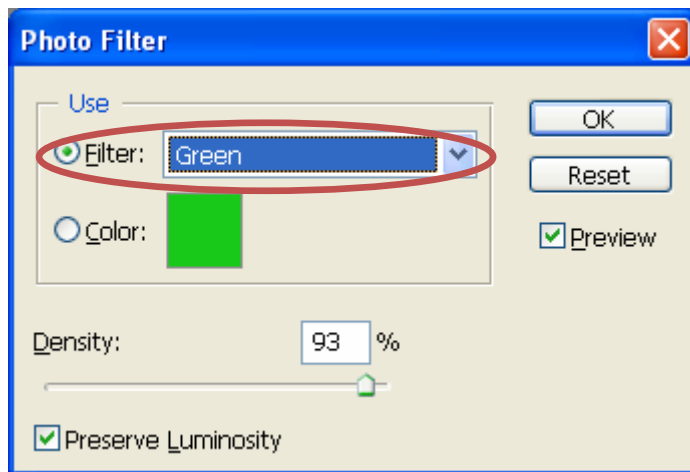 Photo Filter
Use
Filter: Green
Color:
OK
Reset
Preview
Density: 93 %
Preserve Luminosity